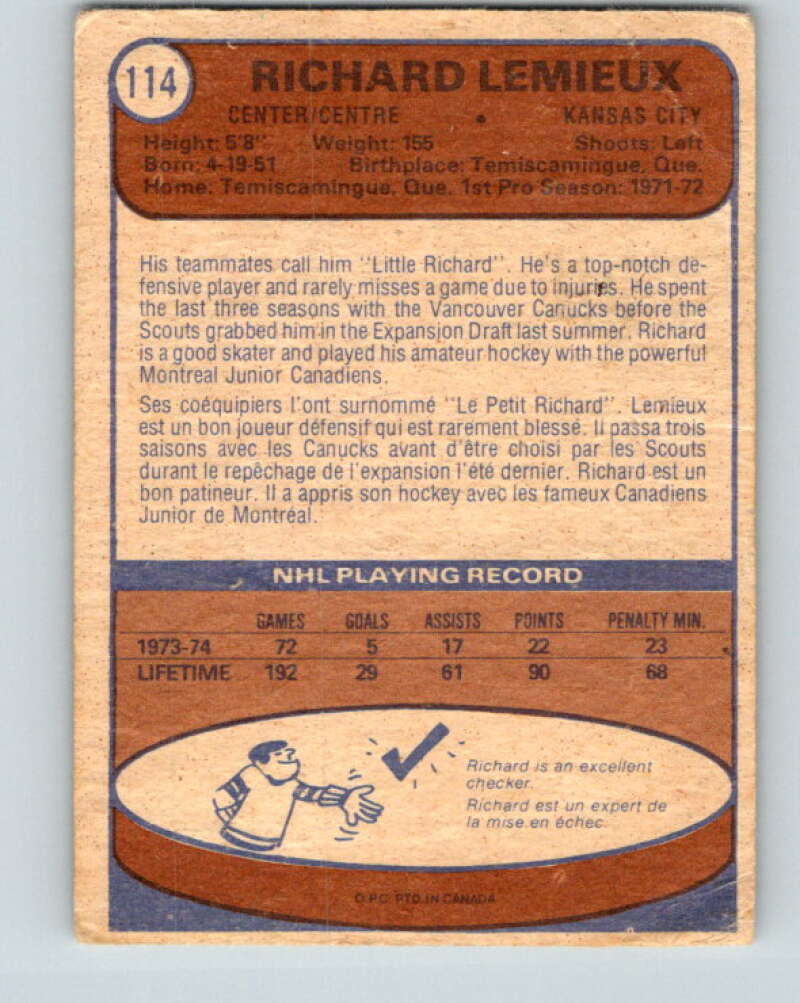 114
RICHARD LEMIEUX
CENTER/CENTRE • KANSAS CITY
Height: 5'8" Weight: 155 Shoots: Left
Born: 4-19-51 Birthplace: Temiscamingue, Que.
Home: Temiscamingue, Que. 1st Pro Season: 1971-72
His teammates call him "Little Richard". He's a top-notch de-
fensive player and rarely misses a game due to injuries. He spent
the last three seasons with the Vancouver Canucks before the
Scouts grabbed him in the Expansion Draft last summer. Richard
is a good skater and played his amateur hockey with the powerful
Montreal Junior Canadiens.
Ses coéquipiers l'ont surnommé "Le Petit Richard". Lemieux
est un bon joueur défensif qui est rarement blessé. Il passa trois
saisons avec les Canucks avant d'être choisi par les Scouts
durant le repêchage de l'expansion l'été dernier. Richard est un
bon patineur. Il a appris son hockey avec les fameux Canadiens
Junior de Montréal.
NHL PLAYING RECORD
GAMES GOALS ASSISTS POINTS PENALTY MIN.
1973-74 72 5 17 22 23
LIFETIME 192 29 61 90 68
Richard is an excellent
checker.
Richard est un expert de
la mise en échec.
O.P.C. PTD. IN CANADA